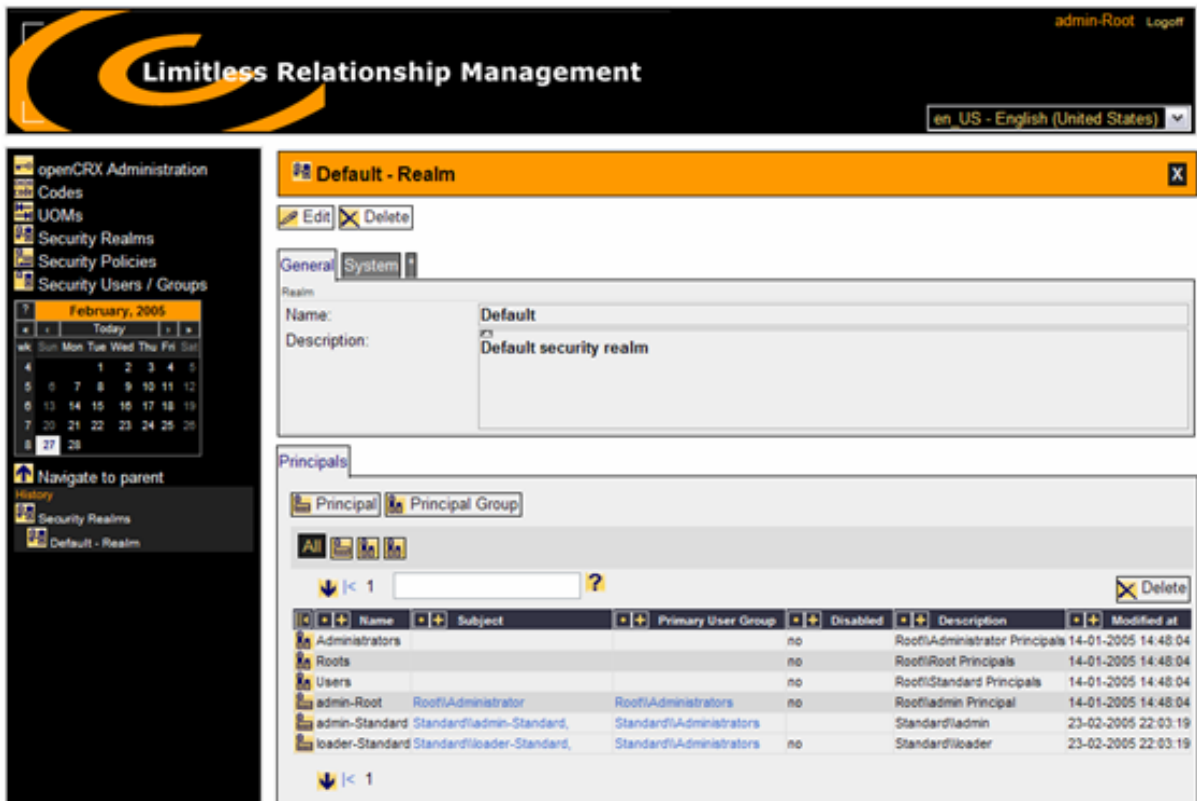 admin-Root Logoff
Limitless Relationship Management
en_US - English (United States)
openCRX Administration
Codes
UOMs
Security Realms
Security Policies
Security Users / Groups
? February, 2005
« ‹ Today › »
wk Sun Mon Tue Wed Thu Fri Sat
4 1 2 3 4 5
5 6 7 8 9 10 11 12
6 13 14 15 16 17 18 19
7 20 21 22 23 24 25 26
8 27 28
Navigate to parent
History
Security Realms
Default - Realm
Default - Realm X
Edit Delete
General System *
Realm
Name: Default
Description: Default security realm
Principals
Principal Principal Group
All
|< 1 ?
Delete
Name Subject Primary User Group Disabled Description Modified at
Administrators no Root\\Administrator Principals 14-01-2005 14:48:04
Roots no Root\\Root Principals 14-01-2005 14:48:04
Users no Root\\Standard Principals 14-01-2005 14:48:04
admin-Root Root\\Administrator Root\\Administrators no Root\\admin Principal 14-01-2005 14:48:04
admin-Standard Standard\\admin-Standard, Standard\\Administrators Standard\\admin 23-02-2005 22:03:19
loader-Standard Standard\\loader-Standard, Standard\\Administrators no Standard\\loader 23-02-2005 22:03:19
|< 1